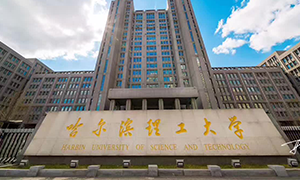 哈尔滨理工大学
HARBIN UNIVERSITY OF SCIENCE AND TECHNOLOGY